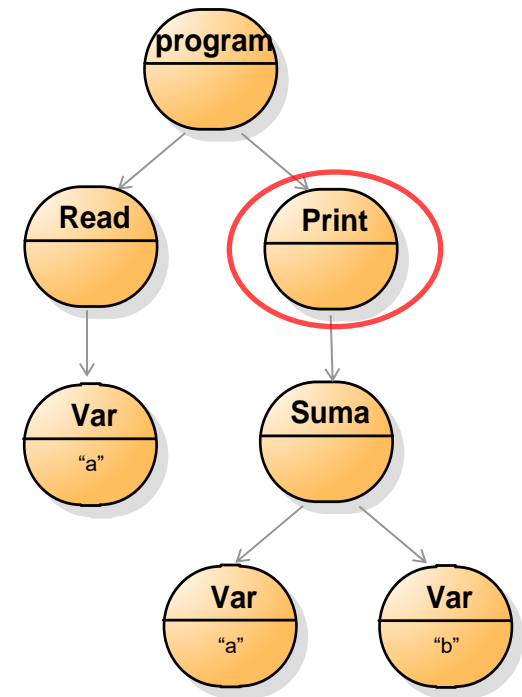 program
Read
Print
Var
“a”
Suma
Var
“a”
Var
“b”